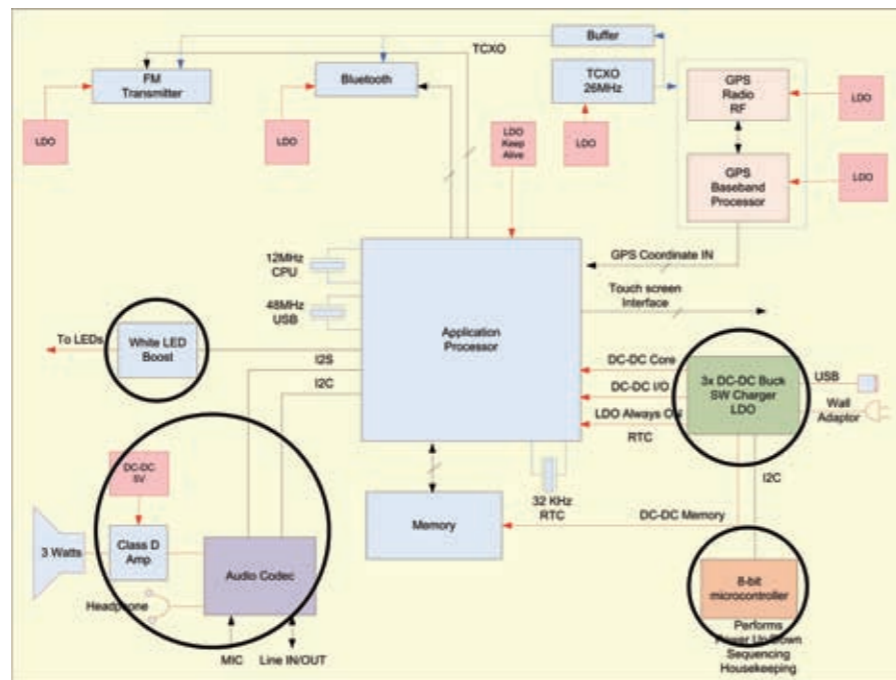 Buffer
TCXO
FM
Transmitter
Bluetooth
TCXO
26MHz
GPS
Radio
RF
LDO
LDO
LDO
LDO
Keep
Alive
LDO
GPS
Baseband
Processor
LDO
12MHz
CPU
GPS Coordinate IN
48MHz
USB
Touch screen
Interface
Application
Processor
To LEDs
White LED
Boost
I2S
I2C
DC-DC Core
DC-DC I/O
LDO Always ON
RTC
3x DC-DC Buck
SW Charger
LDO
USB
Wall
Adaptor
I2C
DC-DC
5V
32 KHz
RTC
Memory
DC-DC Memory
3 Watts
Class D
Amp
Audio Codec
Headphone
MIC
Line IN/OUT
8-bit
microcontroller
Performs
Power Up/Down
Sequencing
Housekeeping